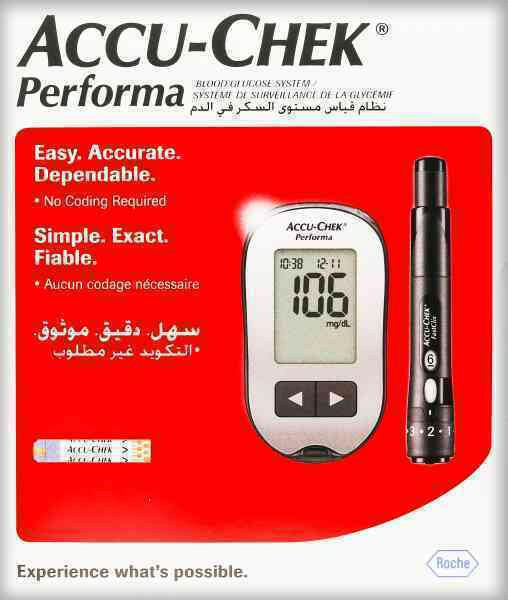 ACCU-CHEK®
Performa
BLOOD GLUCOSE SYSTEM /
SYSTÈME DE SURVEILLANCE DE LA GLYCÉMIE
نظام قياس مستوى السكر في الدم
Easy. Accurate.
Dependable.
• No Coding Required
Simple. Exact.
Fiable.
• Aucun codage nécessaire
سهل. دقيق. موثوق.
•التكويد غير مطلوب
ACCU-CHEK®
Performa
10:38 12-11
106
mg/dL
ACCU-CHEK®
FastClix
6
•3•2•1
ACCU-CHEK
Experience what's possible.
Roche